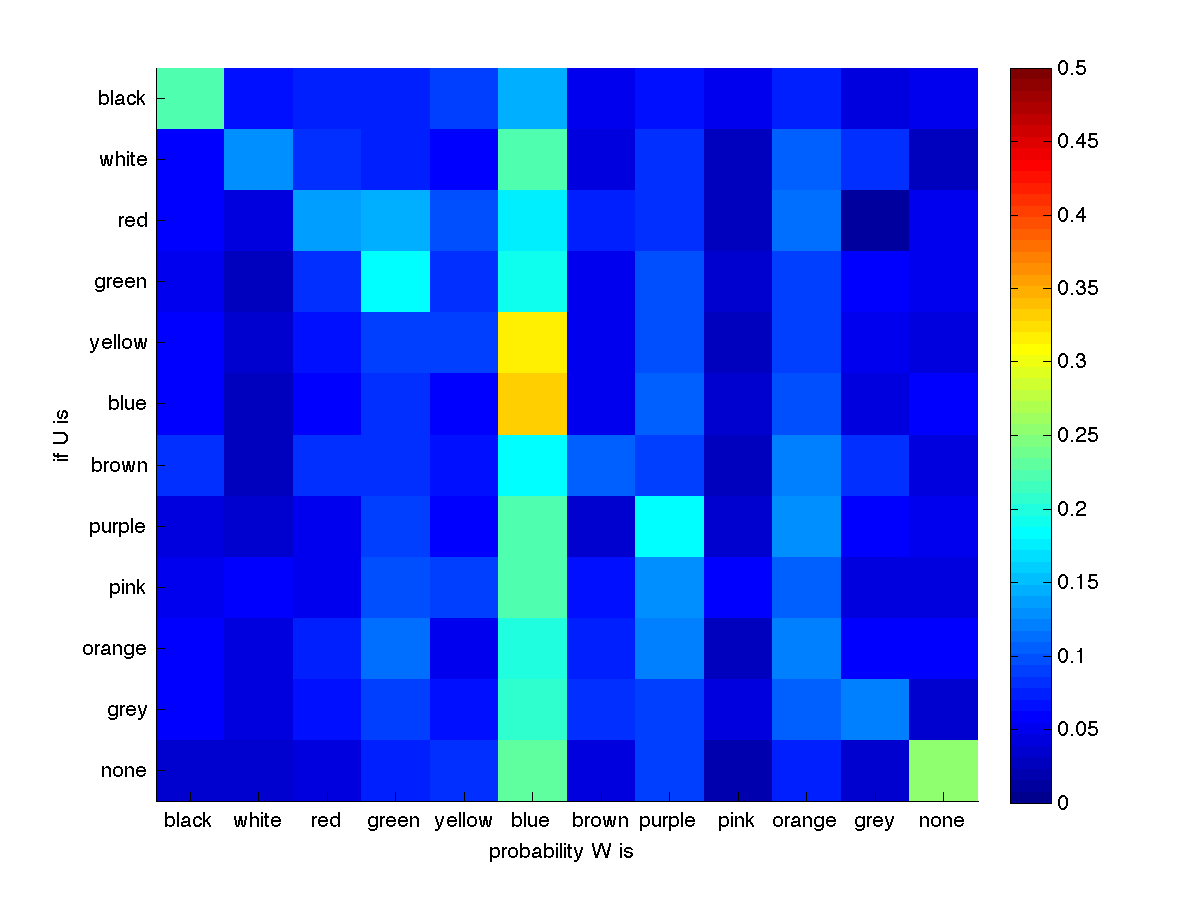 black
white
red
green
yellow
blue
brown
purple
pink
orange
grey
none
if U is
black white red green yellow blue brown purple pink orange grey none
probability W is
0.5
0.45
0.4
0.35
0.3
0.25
0.2
0.15
0.1
0.05
0